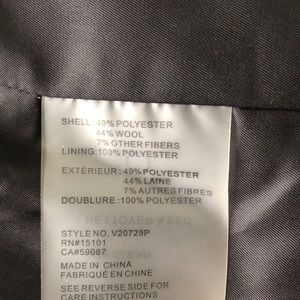 SHELL:49% POLYESTER
44% WOOL
7% OTHER FIBERS
LINING:100% POLYESTER
EXTÉRIEUR:49% POLYESTER
44% LAINE
7% AUTRES FIBRES
DOUBLURE:100% POLYESTER
NETTOYER A SEC
STYLE NO.V20729P
RN#15101
CA#59087
MADE IN CHINA
FABRIQUÉ EN CHINE
SEE REVERSE SIDE FOR
CARE INSTRUCTIONS